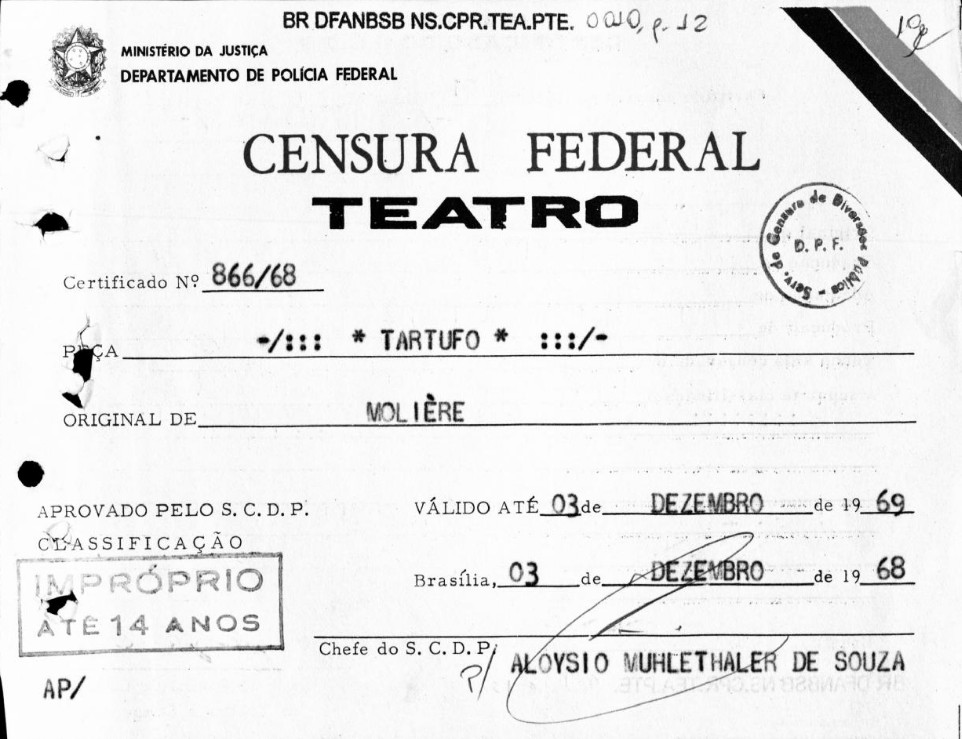 BR DFANBSB NS.CPR.TEA.PTE. 0010, p. 12
19
MINISTÉRIO DA JUSTIÇA
DEPARTAMENTO DE POLÍCIA FEDERAL
CENSURA FEDERAL
TEATRO
Serv. de Censura de Diversões Públicas
D. P. F.
Certificado Nº 866/68
PEÇA -/::: * TARTUFO * :::/-
ORIGINAL DE MOLIÈRE
APROVADO PELO S. C. D. P.
CLASSIFICAÇÃO
IMPRÓPRIO
ATÉ 14 ANOS
VÁLIDO ATÉ 03 de DEZEMBRO de 19 69
Brasília, 03 de DEZEMBRO de 19 68
Chefe do S. C. D. P.
P/ ALOYSIO MUHLETHALER DE SOUZA
AP/